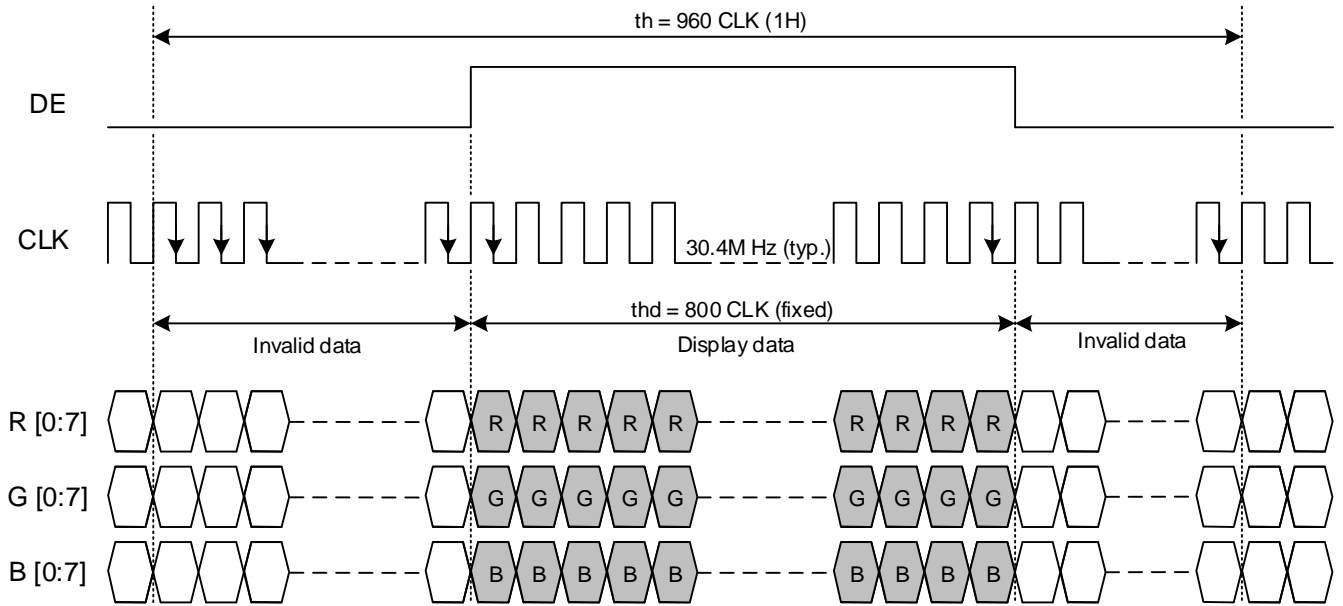 th = 960 CLK (1H)
DE
CLK
30.4M Hz (typ.)
thd = 800 CLK (fixed)
Invalid data
Display data
Invalid data
R [0:7]
R R R R R R R R R
G [0:7]
G G G G G G G G G
B [0:7]
B B B B B B B B B